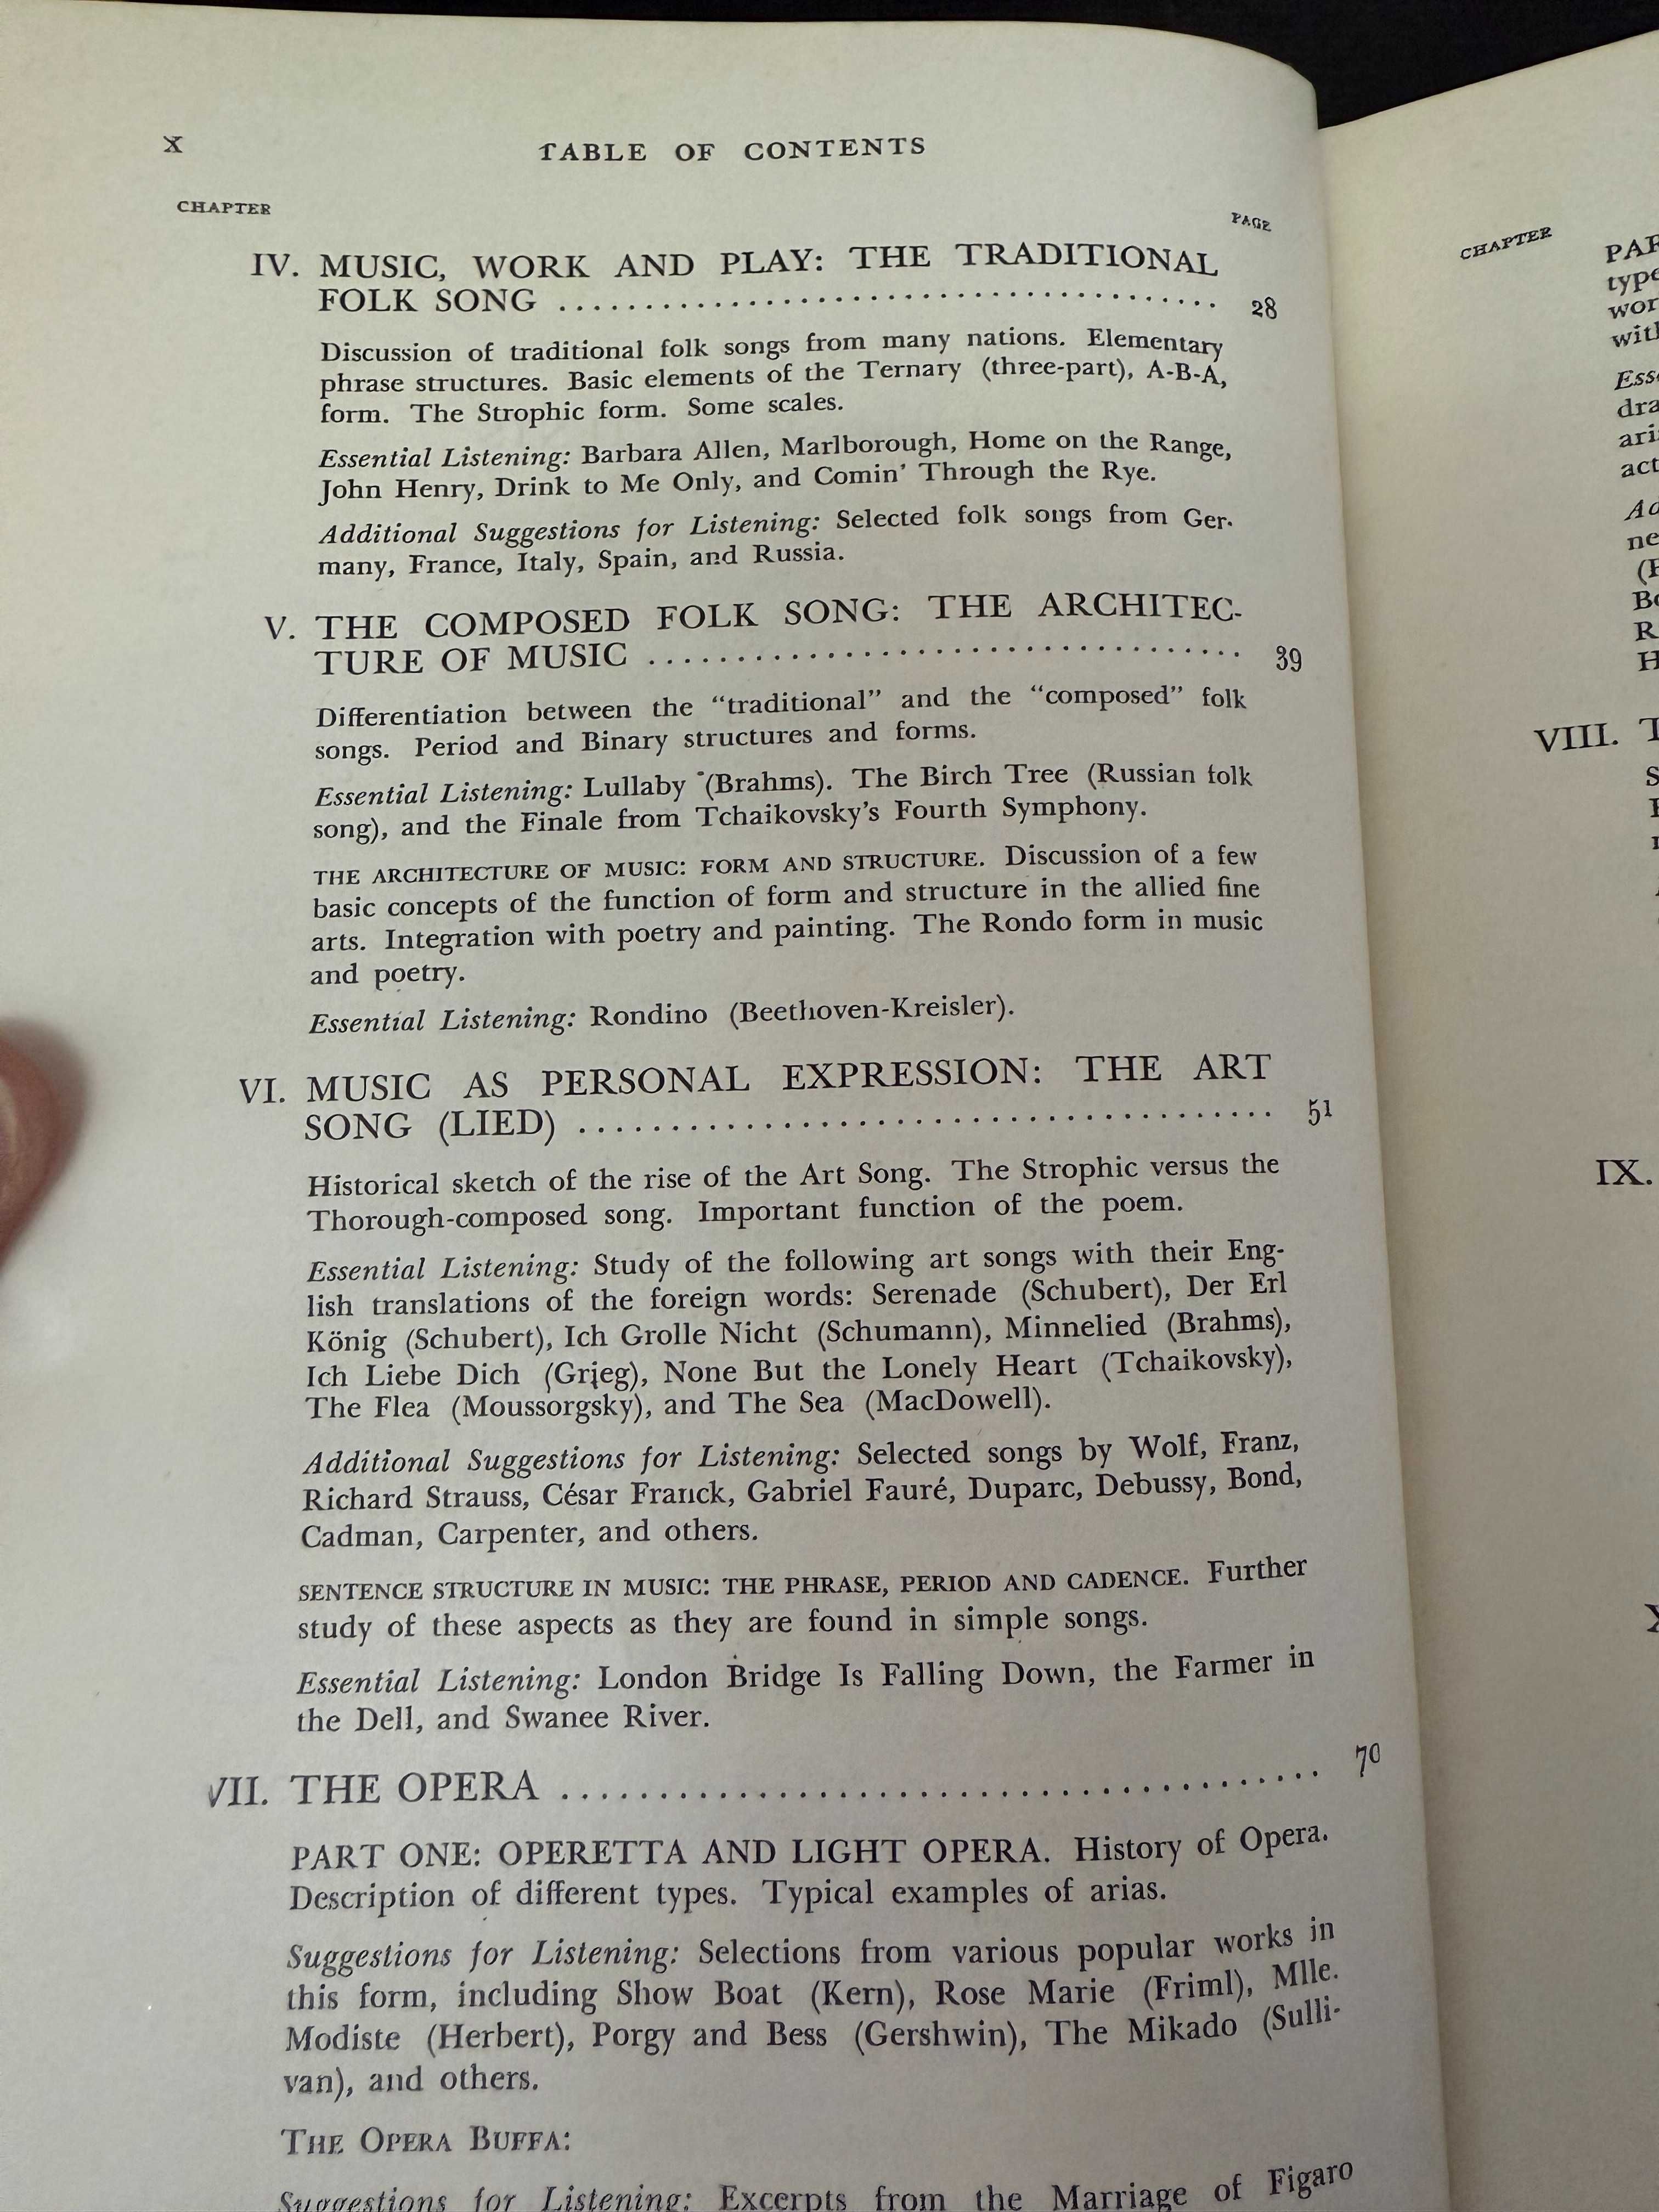 X TABLE OF CONTENTS
CHAPTER PAGE
IV. MUSIC, WORK AND PLAY: THE TRADITIONAL
FOLK SONG ........................................ 28
Discussion of traditional folk songs from many nations. Elementary
phrase structures. Basic elements of the Ternary (three-part), A-B-A,
form. The Strophic form. Some scales.
Essential Listening: Barbara Allen, Marlborough, Home on the Range,
John Henry, Drink to Me Only, and Comin' Through the Rye.
Additional Suggestions for Listening: Selected folk songs from Ger-
many, France, Italy, Spain, and Russia.
V. THE COMPOSED FOLK SONG: THE ARCHITEC-
TURE OF MUSIC .................................. 39
Differentiation between the "traditional" and the "composed" folk
songs. Period and Binary structures and forms.
Essential Listening: Lullaby (Brahms). The Birch Tree (Russian folk
song), and the Finale from Tchaikovsky's Fourth Symphony.
THE ARCHITECTURE OF MUSIC: FORM AND STRUCTURE. Discussion of a few
basic concepts of the function of form and structure in the allied fine
arts. Integration with poetry and painting. The Rondo form in music
and poetry.
Essential Listening: Rondino (Beethoven-Kreisler).
VI. MUSIC AS PERSONAL EXPRESSION: THE ART
SONG (LIED) ...................................... 51
Historical sketch of the rise of the Art Song. The Strophic versus the
Thorough-composed song. Important function of the poem.
Essential Listening: Study of the following art songs with their Eng-
lish translations of the foreign words: Serenade (Schubert), Der Erl
König (Schubert), Ich Grolle Nicht (Schumann), Minnelied (Brahms),
Ich Liebe Dich (Grieg), None But the Lonely Heart (Tchaikovsky),
The Flea (Moussorgsky), and The Sea (MacDowell).
Additional Suggestions for Listening: Selected songs by Wolf, Franz,
Richard Strauss, César Franck, Gabriel Fauré, Duparc, Debussy, Bond,
Cadman, Carpenter, and others.
SENTENCE STRUCTURE IN MUSIC: THE PHRASE, PERIOD AND CADENCE. Further
study of these aspects as they are found in simple songs.
Essential Listening: London Bridge Is Falling Down, the Farmer in
the Dell, and Swanee River.
VII. THE OPERA ........................................ 70
PART ONE: OPERETTA AND LIGHT OPERA. History of Opera.
Description of different types. Typical examples of arias.
Suggestions for Listening: Selections from various popular works in
this form, including Show Boat (Kern), Rose Marie (Friml), Mlle.
Modiste (Herbert), Porgy and Bess (Gershwin), The Mikado (Sulli-
van), and others.
THE OPERA BUFFA:
Suggestions for Listening: Excerpts from the Marriage of Figaro
CHAPTER
VIII.
IX.